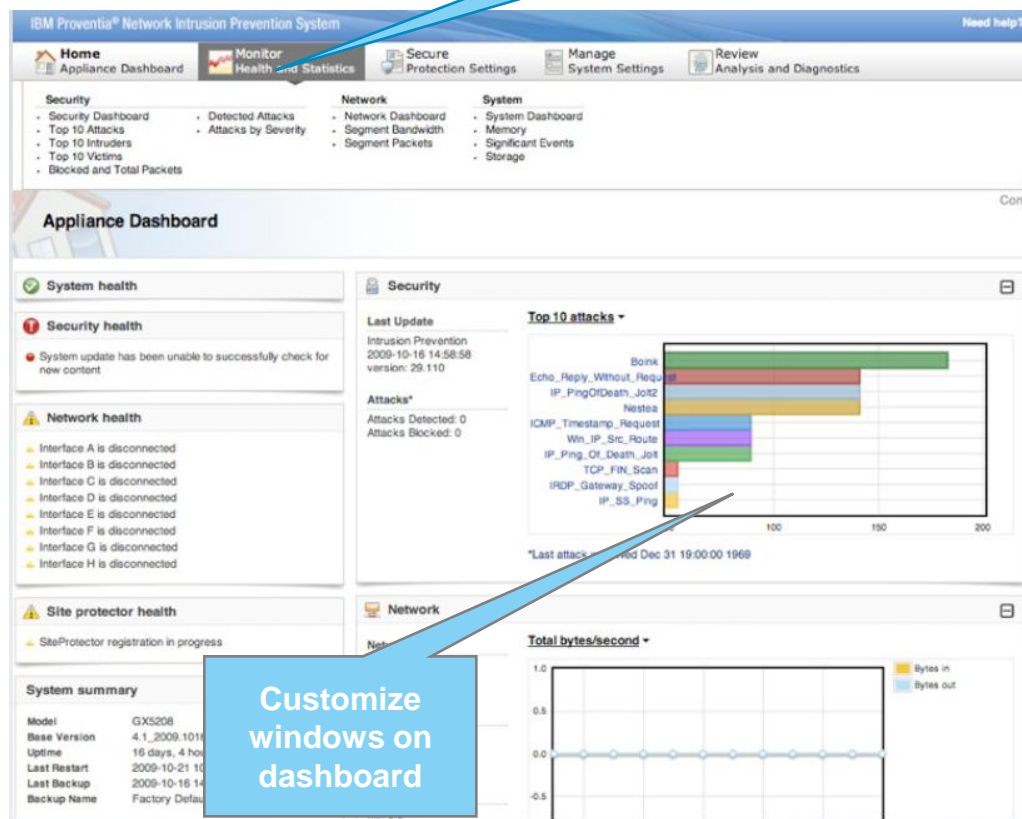 IBM Proventia® Network Intrusion Prevention System
Need help?
Home
Appliance Dashboard
Monitor
Health and Statistics
Secure
Protection Settings
Manage
System Settings
Review
Analysis and Diagnostics
Security
Security Dashboard
Top 10 Attacks
Top 10 Intruders
Top 10 Victims
Blocked and Total Packets
Detected Attacks
Attacks by Severity
Network
Network Dashboard
Segment Bandwidth
Segment Packets
System
System Dashboard
Memory
Significant Events
Storage
Appliance Dashboard
System health
Security health
System update has been unable to successfully check for
new content
Network health
Interface A is disconnected
Interface B is disconnected
Interface C is disconnected
Interface D is disconnected
Interface E is disconnected
Interface F is disconnected
Interface G is disconnected
Interface H is disconnected
Site protector health
SiteProtector registration in progress
System summary
Model GX5208
Base Version 4.1_2009.1016
Uptime 16 days, 4
Last Restart 2009-10-21
Last Backup 2009-10-16
Backup Name Factory
Security
Last Update
Intrusion Prevention
2009-10-16 14:58:58
version: 29.110
Attacks*
Attacks Detected: 0
Attacks Blocked: 0
Top 10 attacks
Boink
Echo_Reply_Without_Request
IP_PingOfDeath_Jolt2
Nestea
ICMP_Timestamp_Request
Win_IP_Src_Route
IP_Ping_Of_Death_Jolt
TCP_FIN_Scan
IRDP_Gateway_Spoof
IP_SS_Ping
100 150 200
*Last attack Dec 31 19:00:00 1969
Network
Total bytes/second
1.0
0.5
0.0
-0.5
Bytes in
Bytes out
Customize
windows on
dashboard